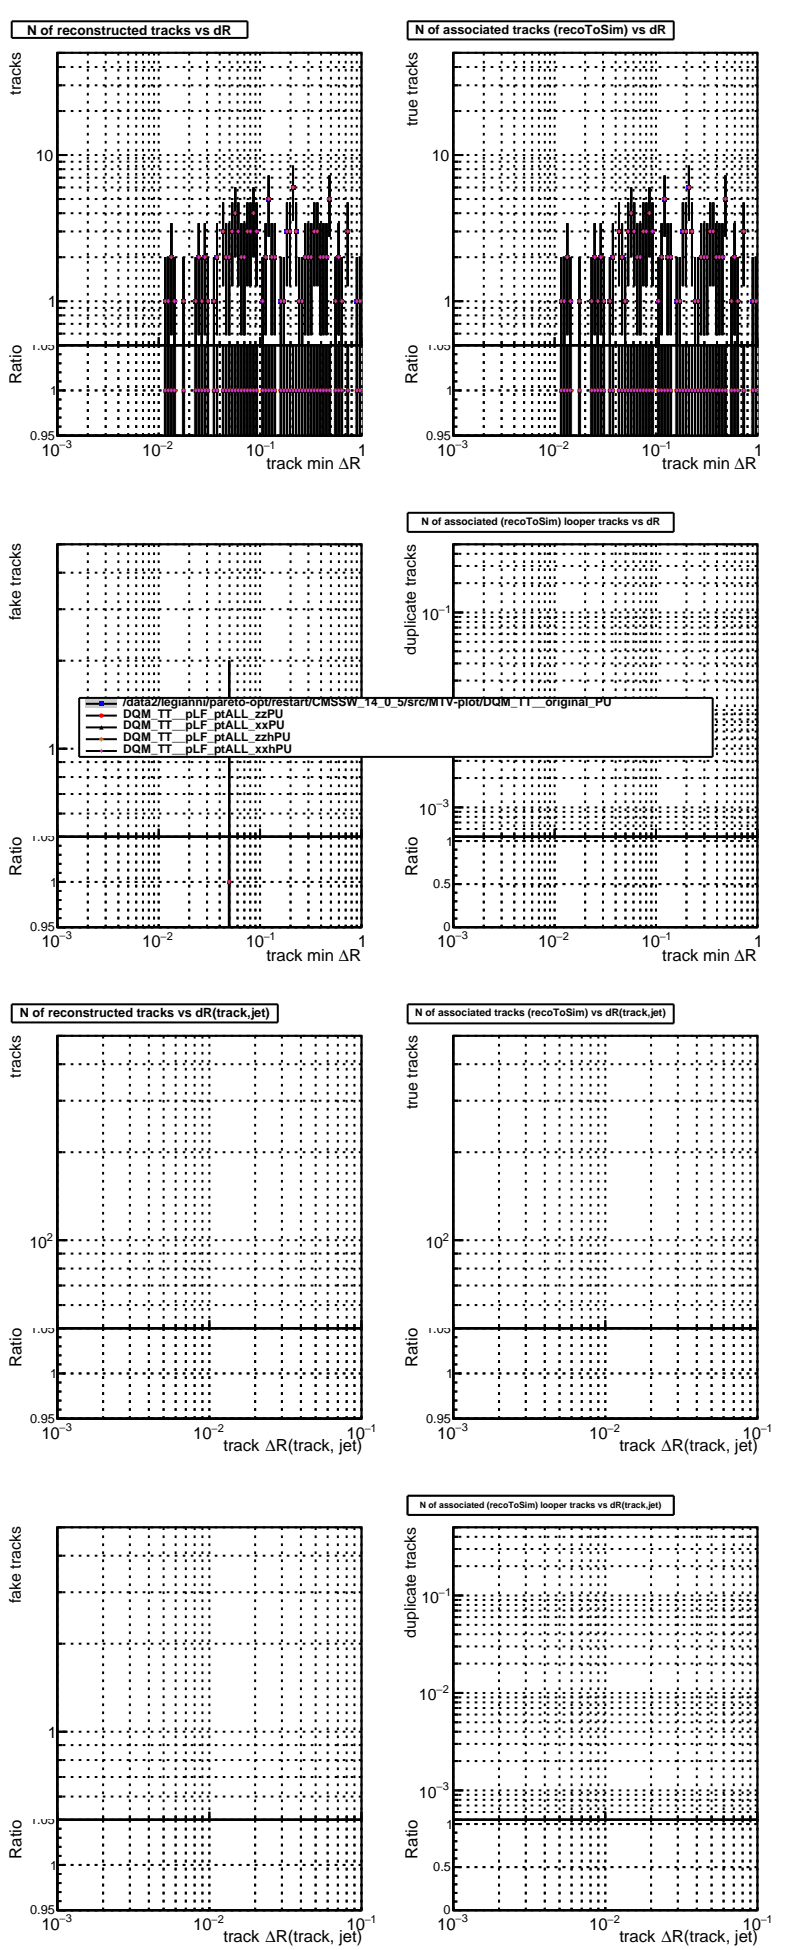 N of reconstructed tracks vs dR
N of associated tracks (recoToSim) vs dR
tracks
10
1
1.05
Ratio
1
0.95
10⁻³ 10⁻² 10⁻¹ 1
track min ΔR
true tracks
10
1
1.05
Ratio
1
0.95
10⁻³ 10⁻² 10⁻¹ 1
track min ΔR
N of associated (recoToSim) looper tracks vs dR
fake tracks
1
1.05
Ratio
1
0.95
10⁻³ 10⁻² 10⁻¹ 1
track min ΔR
duplicate tracks
10⁻¹
10⁻³
Ratio
1
0.5
0
10⁻³ 10⁻² 10⁻¹ 1
track min ΔR
/data2/legianni/pareto-opt/restart/CMSSW_14_0_5/src/MTV-plot/DQM_TT__original_PU
DQM_TT__pLF_ptALL_zzPU
DQM_TT__pLF_ptALL_xxPU
DQM_TT__pLF_ptALL_zzhPU
DQM_TT__pLF_ptALL_xxhPU
N of reconstructed tracks vs dR(track,jet)
N of associated tracks (recoToSim) vs dR(track,jet)
tracks
10²
1.05
Ratio
1
0.95
10⁻³ 10⁻² 10⁻¹
track ΔR(track, jet)
true tracks
10²
1.05
Ratio
1
0.95
10⁻³ 10⁻² 10⁻¹
track ΔR(track, jet)
N of associated (recoToSim) looper tracks vs dR(track,jet)
fake tracks
1
1.05
Ratio
1
0.95
10⁻³ 10⁻² 10⁻¹
track ΔR(track, jet)
duplicate tracks
10⁻¹
10⁻²
10⁻³
Ratio
1
0.5
0
10⁻³ 10⁻² 10⁻¹
track ΔR(track, jet)